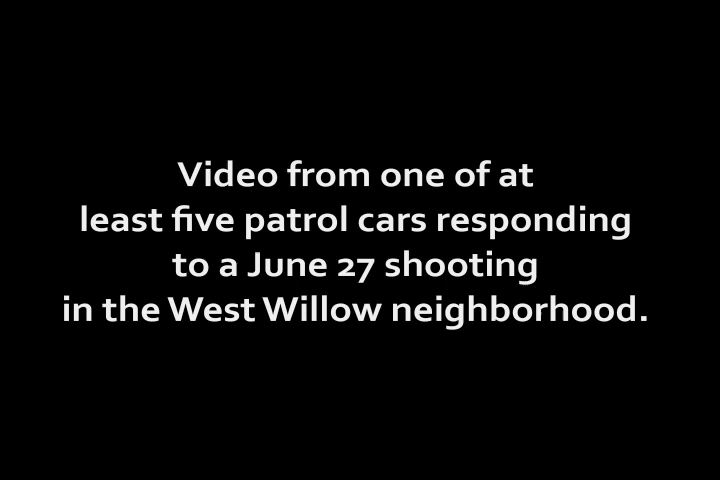 Video from one of at
least five patrol cars responding
to a June 27 shooting
in the West Willow neighborhood.